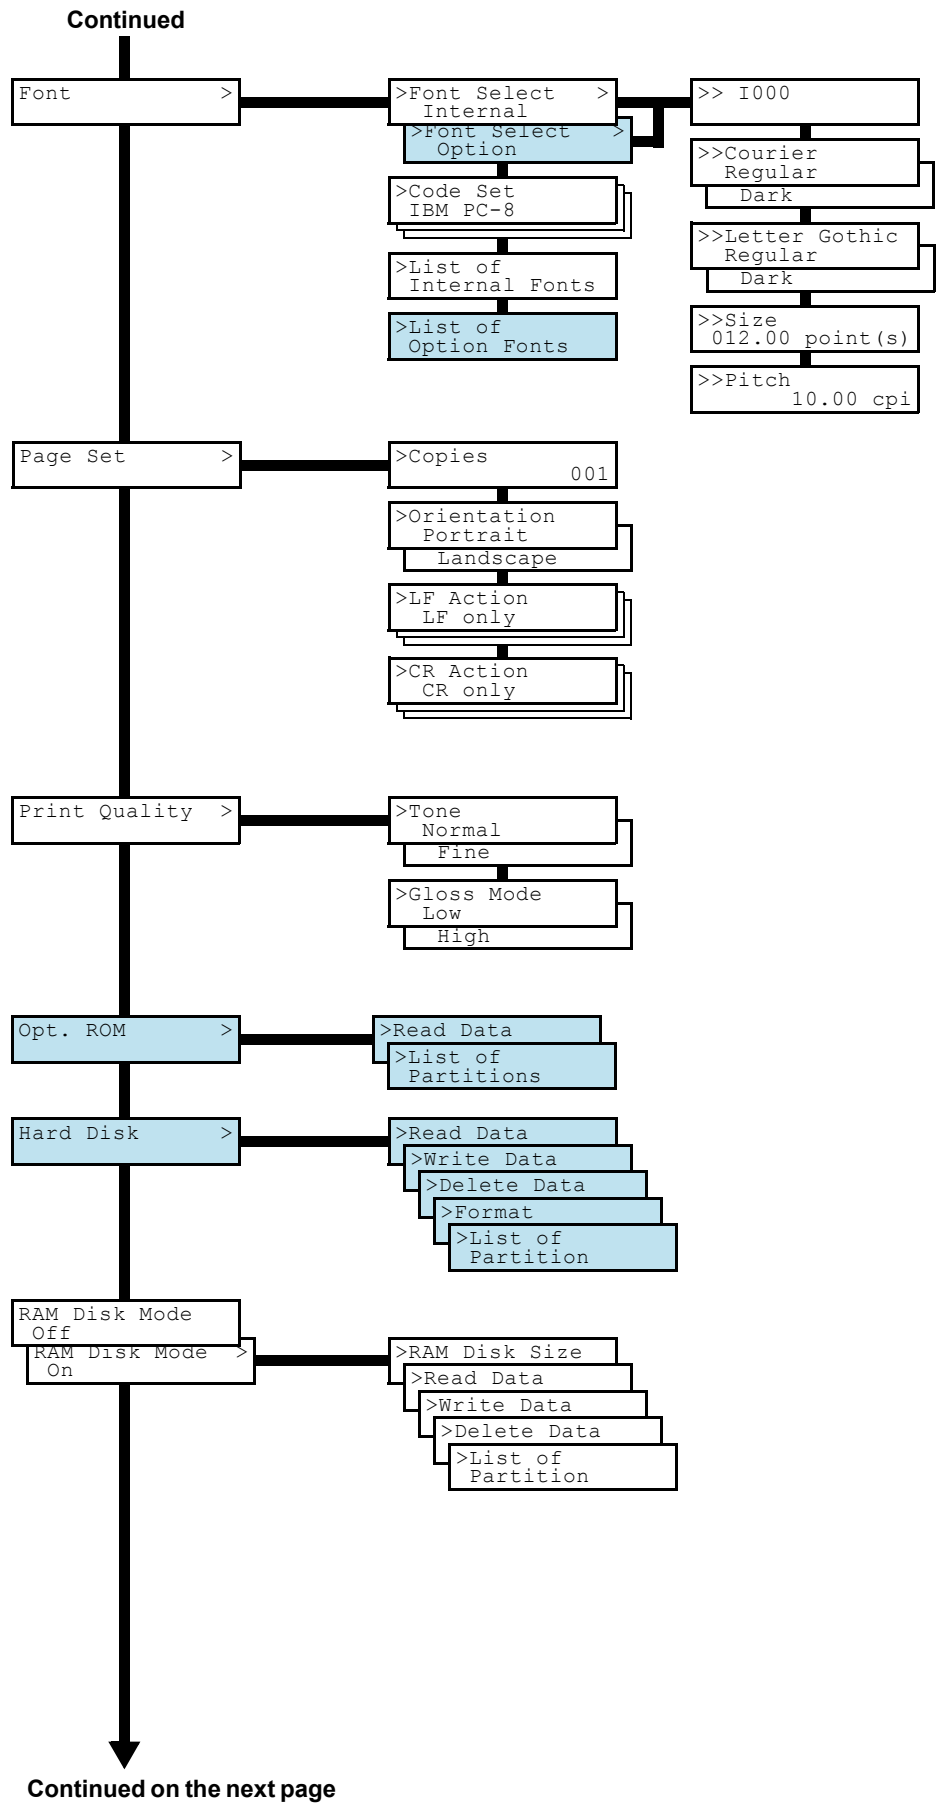 Continued
Font >
>Font Select >
Internal
>Font Select >
Option
>Code Set
IBM PC-8
>List of
Internal Fonts
>List of
Option Fonts
>> I000
>>Courier
Regular
Dark
>>Letter Gothic
Regular
Dark
>>Size
012.00 point(s)
>>Pitch
10.00 cpi
Page Set >
>Copies
001
>Orientation
Portrait
Landscape
>LF Action
LF only
>CR Action
CR only
Print Quality >
>Tone
Normal
Fine
>Gloss Mode
Low
High
Opt. ROM >
>Read Data
>List of
Partitions
Hard Disk >
>Read Data
>Write Data
>Delete Data
>Format
>List of
Partition
RAM Disk Mode
Off
RAM Disk Mode >
On
>RAM Disk Size
>Read Data
>Write Data
>Delete Data
>List of
Partition
Continued on the next page